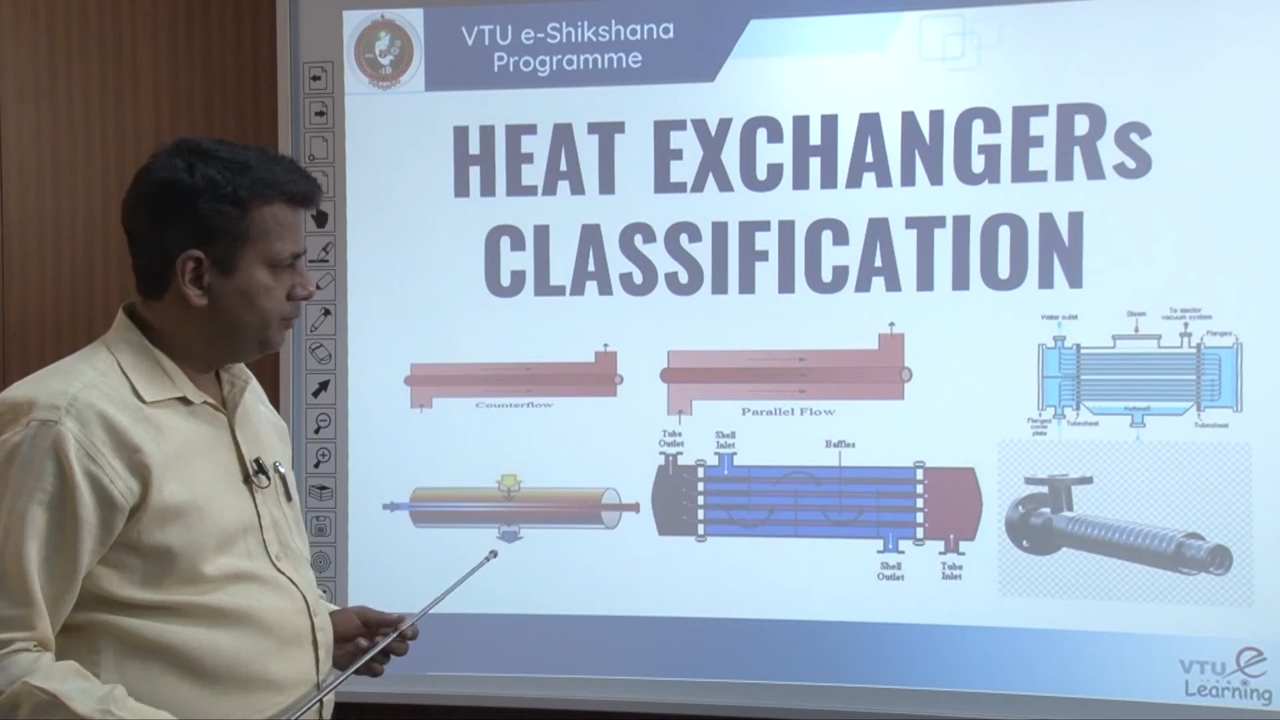 VTU e-Shikshana
Programme
HEAT EXCHANGERs
CLASSIFICATION
Water outlet
Steam
To ejector
vacuum system
Flanges
Counterflow
Parallel Flow
Flanged
cover
plate
Tubesheet
Hotwell
Tubesheet
Tube
Outlet
Shell
Inlet
Baffles
Shell
Outlet
Tube
Inlet
VTU e
Learning